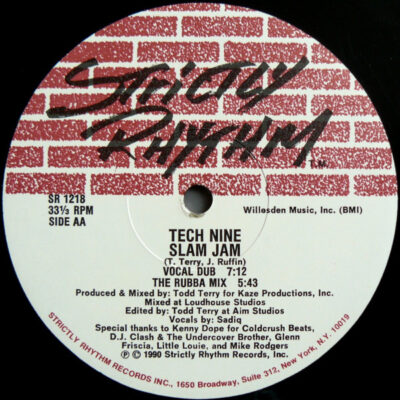 STRICTLY
RHYTHM
T.M.
SR 1218
33⅓ RPM
SIDE AA
Willesden Music, Inc. (BMI)
TECH NINE
SLAM JAM
(T. Terry, J. Ruffin)
VOCAL DUB 7:12
THE RUBBA MIX 5:43
Produced & Mixed by: Todd Terry for Kaze Productions, Inc.
Mixed at Loudhouse Studios
Edited by: Todd Terry at Aim Studios
Vocals by: Sadiq
Special thanks to Kenny Dope for Coldcrush Beats,
D.J. Clash & The Undercover Brother, Glenn
Friscia, Little Louie, and Mike Rodgers
℗ © 1990 Strictly Rhythm Records, Inc.
STRICTLY RHYTHM RECORDS INC., 1650 Broadway, Suite 312, NEW YORK, N.Y. 10019